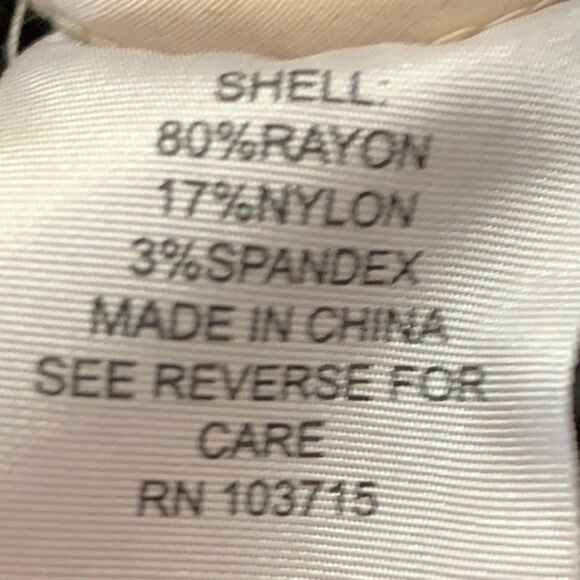 SHELL:
80%RAYON
17%NYLON
3%SPANDEX
MADE IN CHINA
SEE REVERSE FOR
CARE
RN 103715